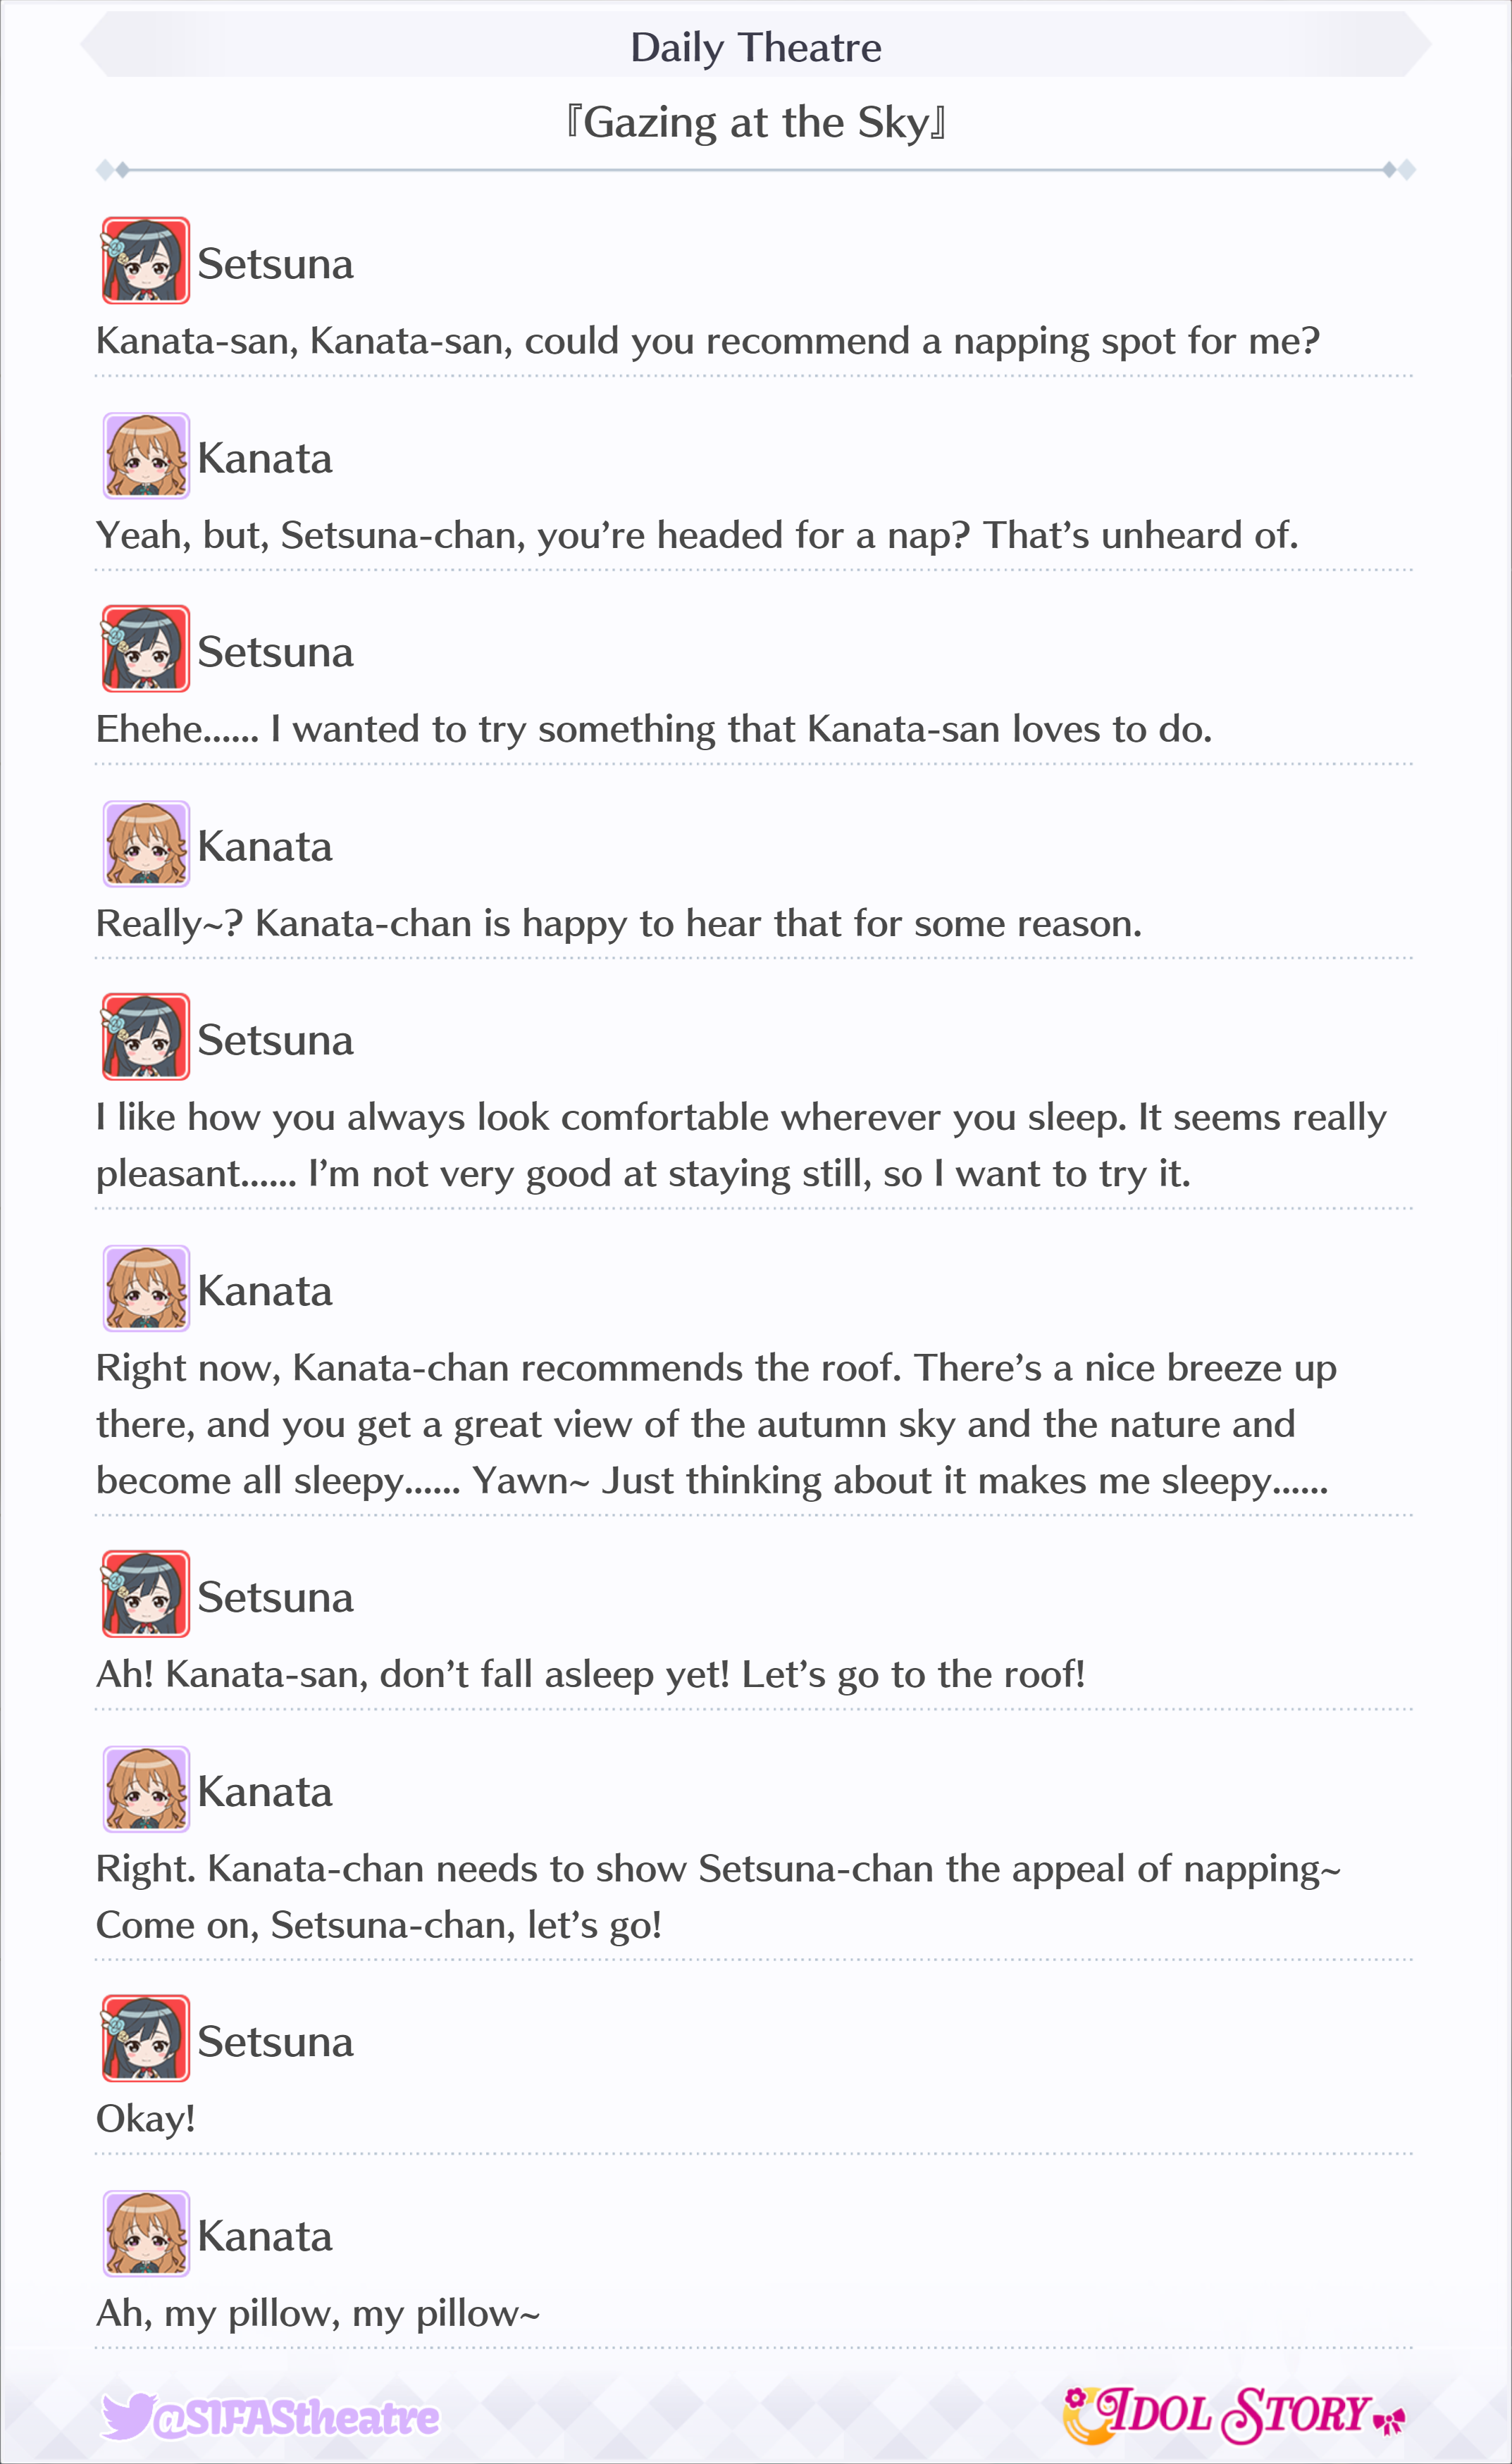 Daily Theatre
『Gazing at the Sky』
Setsuna
Kanata-san, Kanata-san, could you recommend a napping spot for me?
Kanata
Yeah, but, Setsuna-chan, you’re headed for a nap? That’s unheard of.
Setsuna
Ehehe...... I wanted to try something that Kanata-san loves to do.
Kanata
Really~? Kanata-chan is happy to hear that for some reason.
Setsuna
I like how you always look comfortable wherever you sleep. It seems really
pleasant...... I’m not very good at staying still, so I want to try it.
Kanata
Right now, Kanata-chan recommends the roof. There’s a nice breeze up
there, and you get a great view of the autumn sky and the nature and
become all sleepy...... Yawn~ Just thinking about it makes me sleepy......
Setsuna
Ah! Kanata-san, don’t fall asleep yet! Let’s go to the roof!
Kanata
Right. Kanata-chan needs to show Setsuna-chan the appeal of napping~
Come on, Setsuna-chan, let’s go!
Setsuna
Okay!
Kanata
Ah, my pillow, my pillow~
@SIFAStheatre
IDOL STORY